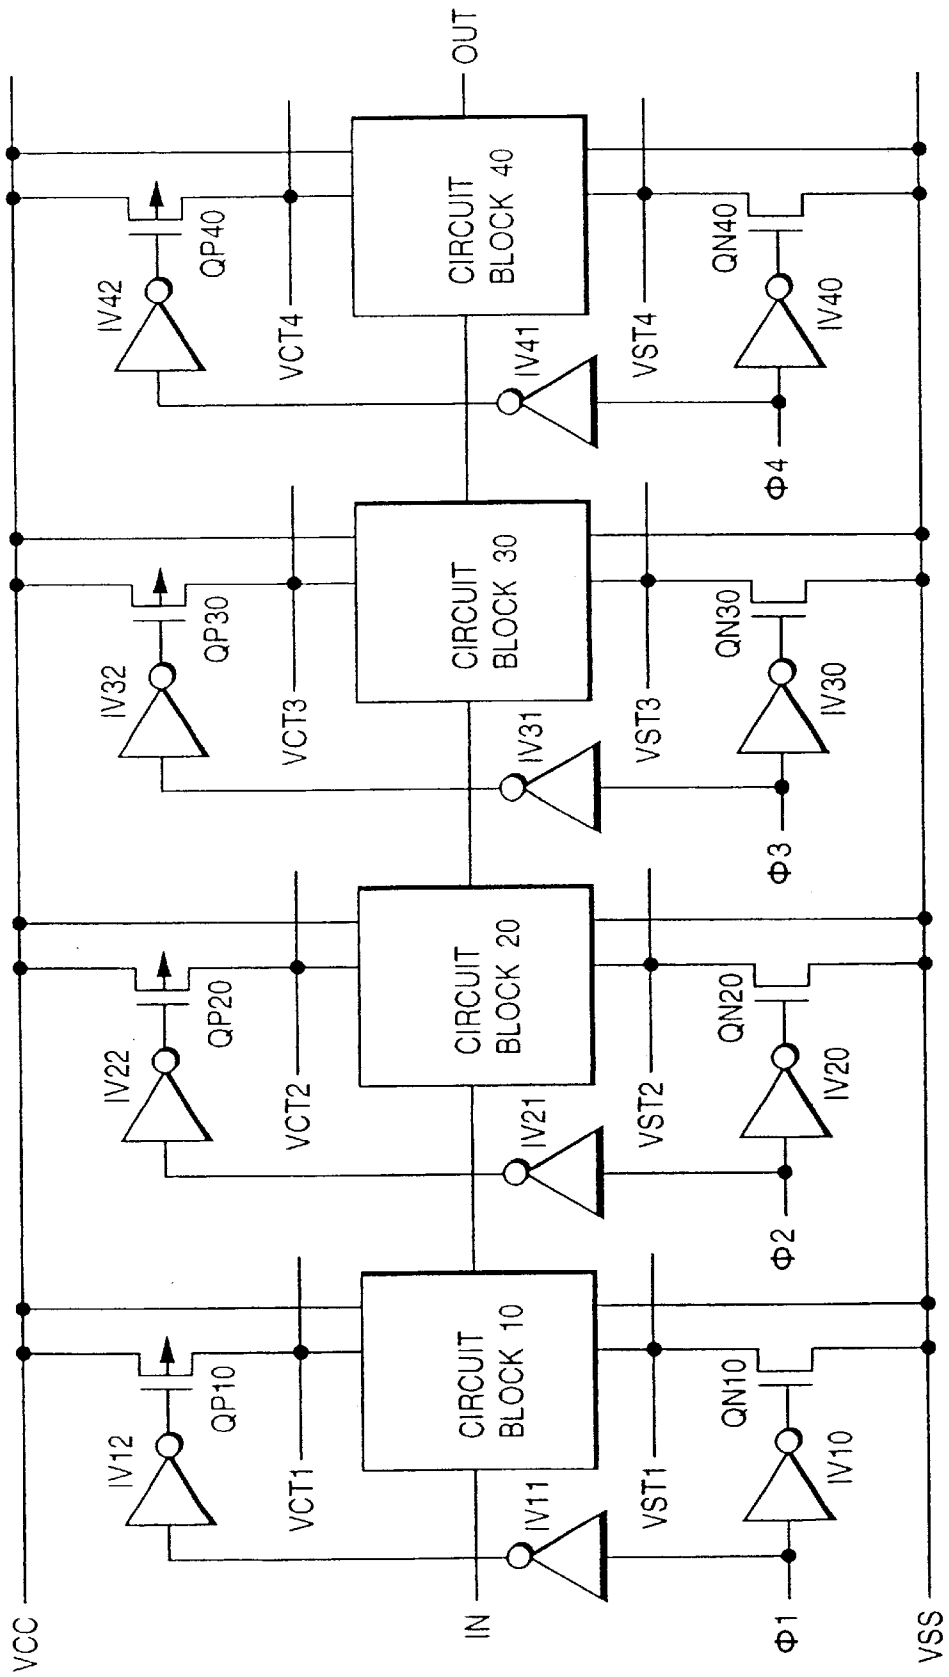 VCC
IV12
QP10
IV22
QP20
IV32
QP30
IV42
QP40
VCT1
VCT2
VCT3
VCT4
IN
CIRCUIT
BLOCK 10
CIRCUIT
BLOCK 20
CIRCUIT
BLOCK 30
CIRCUIT
BLOCK 40
OUT
IV11
IV21
IV31
IV41
VST1
VST2
VST3
VST4
QN10
QN20
QN30
QN40
Φ1
IV10
Φ2
IV20
Φ3
IV30
Φ4
IV40
VSS